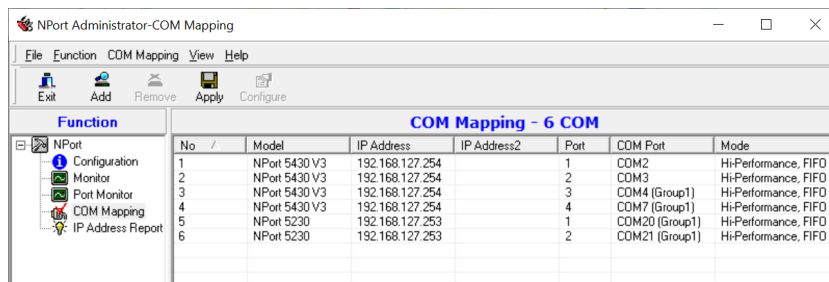 NPort Administrator-COM Mapping
File Function COM Mapping View Help
Exit Add Remove Apply Configure
Function
COM Mapping - 6 COM
NPort
Configuration
Monitor
Port Monitor
COM Mapping
IP Address Report
No / Model IP Address IP Address2 Port COM Port Mode
1 NPort 5430 V3 192.168.127.254 1 COM2 Hi-Performance, FIFO
2 NPort 5430 V3 192.168.127.254 2 COM3 Hi-Performance, FIFO
3 NPort 5430 V3 192.168.127.254 3 COM4 (Group1) Hi-Performance, FIFO
4 NPort 5430 V3 192.168.127.254 4 COM7 (Group1) Hi-Performance, FIFO
5 NPort 5230 192.168.127.253 1 COM20 (Group1) Hi-Performance, FIFO
6 NPort 5230 192.168.127.253 2 COM21 (Group1) Hi-Performance, FIFO